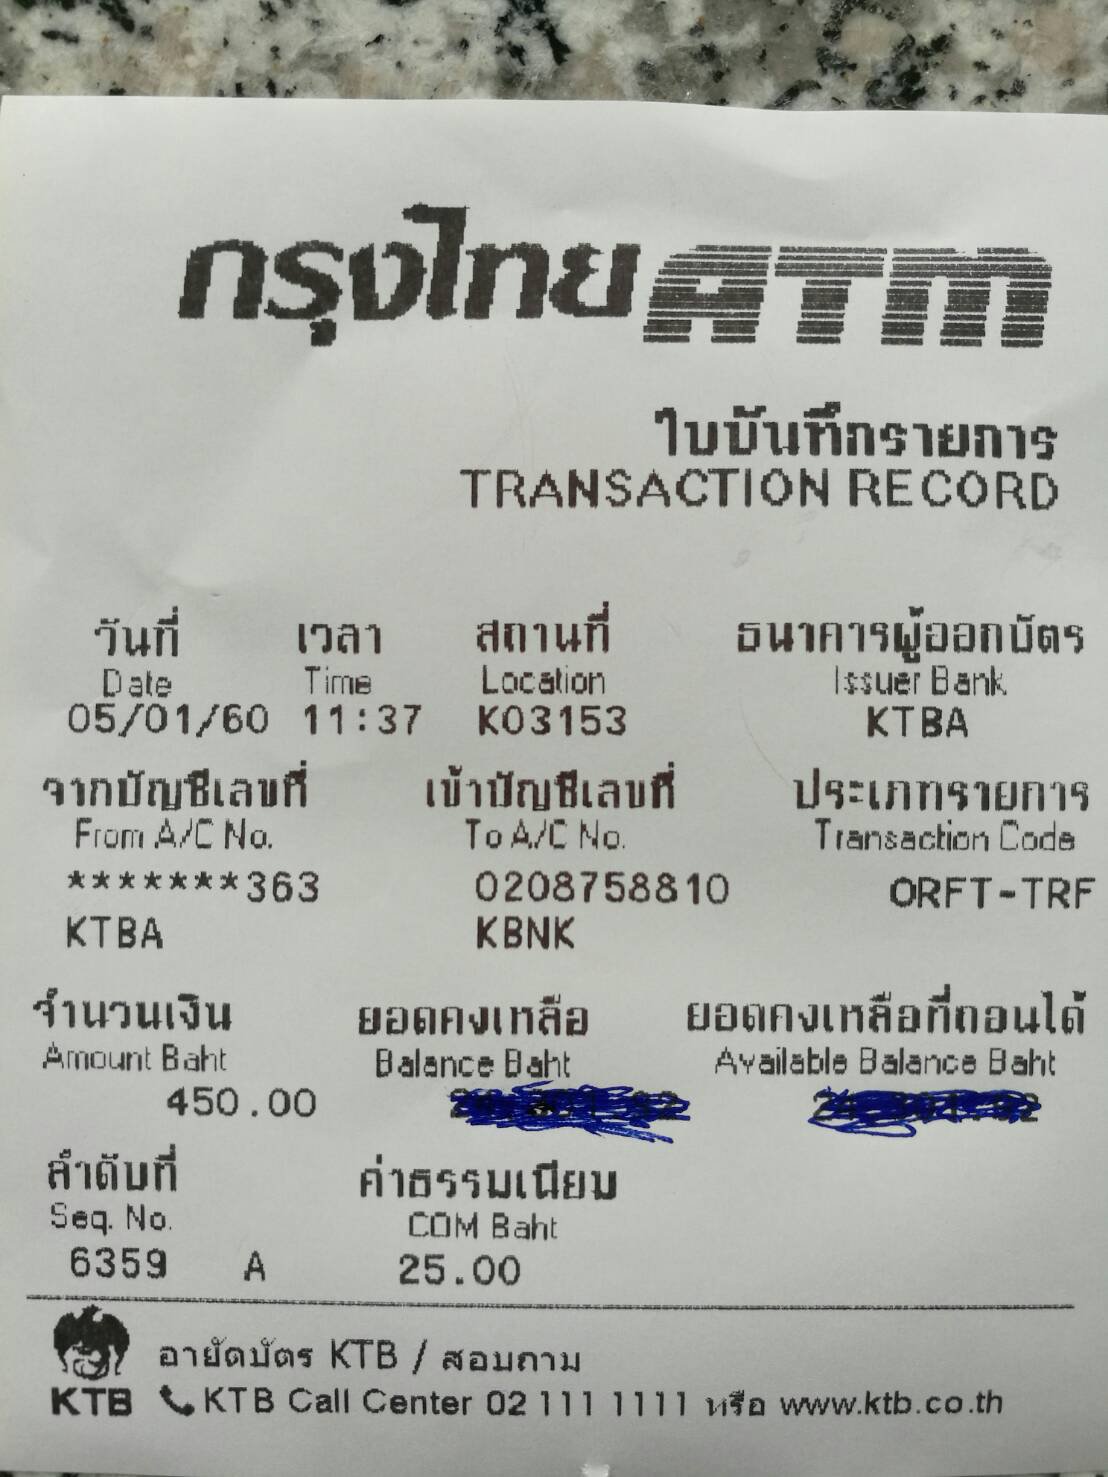 กรุงไทย ATM
ใบบันทึกรายการ
TRANSACTION RECORD
วันที่ เวลา สถานที่ ธนาคารผู้ออกบัตร
Date Time Location Issuer Bank
05/01/60 11:37 K03153 KTBA
จากบัญชีเลขที่ เข้าบัญชีเลขที่ ประเภทรายการ
From A/C No. To A/C No. Transaction Code
*******363 0208758810 ORFT-TRF
KTBA KBNK
จำนวนเงิน ยอดคงเหลือ ยอดคงเหลือที่ถอนได้
Amount Baht Balance Baht Available Balance Baht
450.00
ลำดับที่ ค่าธรรมเนียม
Seq. No. COM Baht
6359 A 25.00
อายัดบัตร KTB / สอบถาม
KTB KTB Call Center 02 111 1111 หรือ www.ktb.co.th